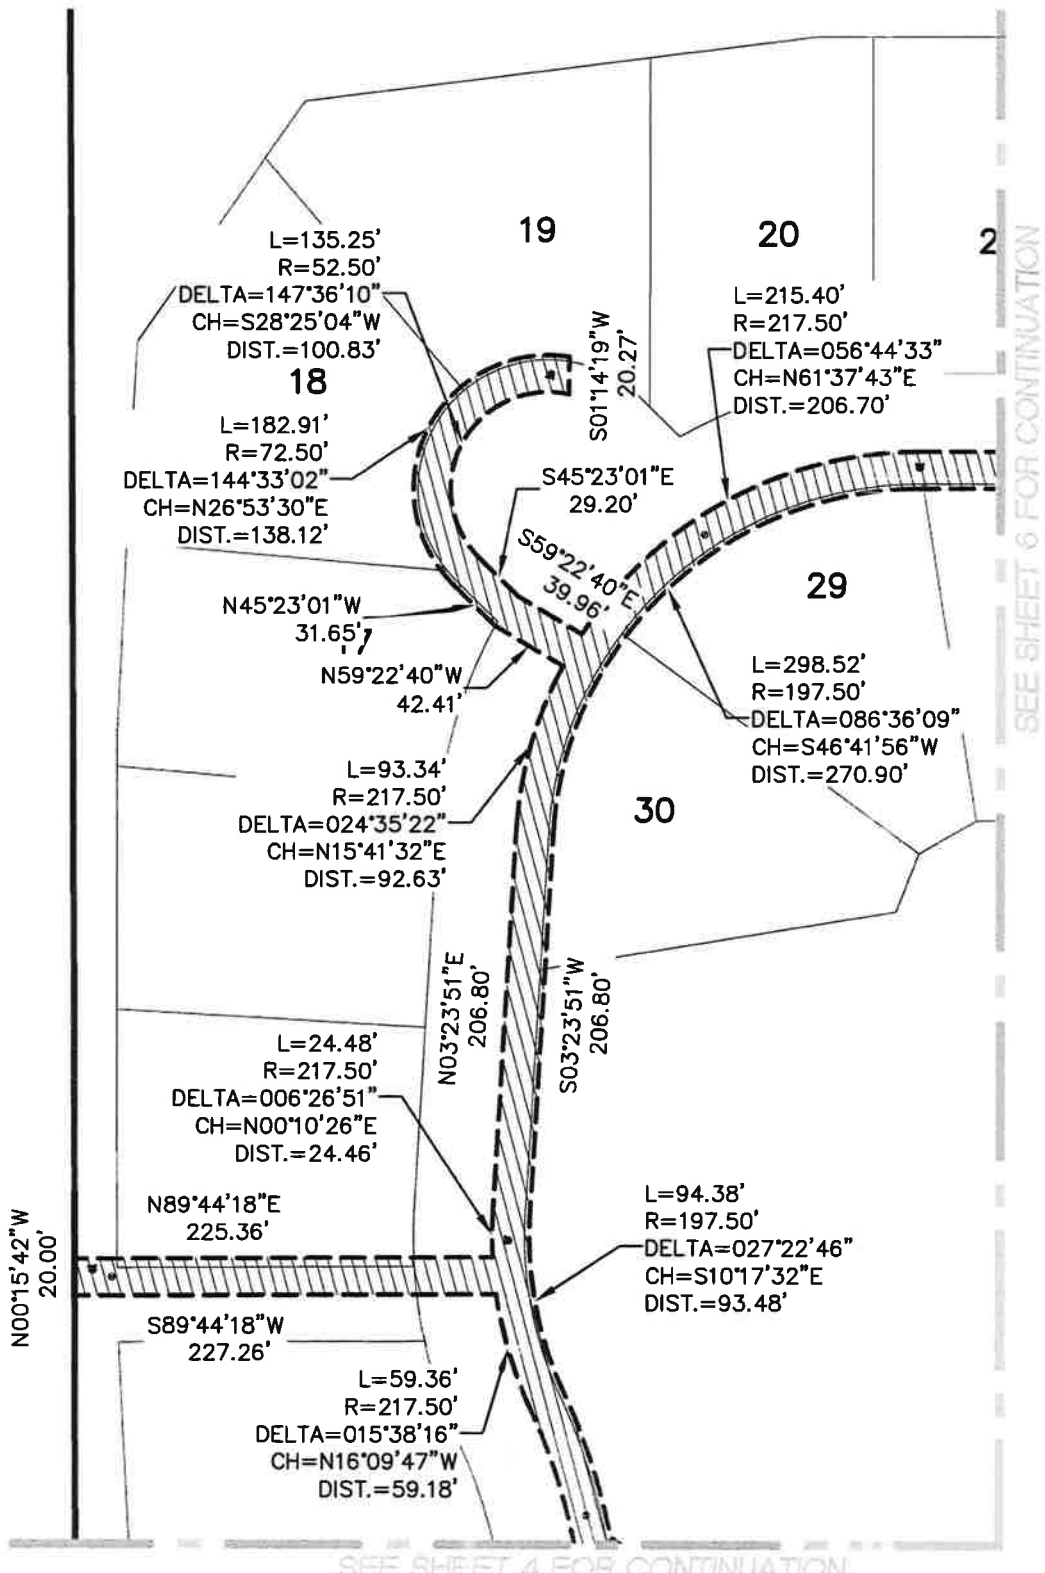 19
20
2
L=135.25'
R=52.50'
DELTA=147°36'10"
CH=S28°25'04"W
DIST.=100.83'
18
S01°14'19"W
20.27'
L=215.40'
R=217.50'
DELTA=056°44'33"
CH=N61°37'43"E
DIST.=206.70'
SEE SHEET 6 FOR CONTINUATION
L=182.91'
R=72.50'
DELTA=144°33'02"
CH=N26°53'30"E
DIST.=138.12'
S45°23'01"E
29.20'
S59°22'40"E
39.96'
29
N45°23'01"W
31.65'
N59°22'40"W
42.41'
L=298.52'
R=197.50'
DELTA=086°36'09"
CH=S46°41'56"W
DIST.=270.90'
L=93.34'
R=217.50'
DELTA=024°35'22"
CH=N15°41'32"E
DIST.=92.63'
30
N03°23'51"E
206.80'
S03°23'51"W
206.80'
L=24.48'
R=217.50'
DELTA=006°26'51"
CH=N00°10'26"E
DIST.=24.46'
N89°44'18"E
225.36'
N00°15'42"W
20.00'
L=94.38'
R=197.50'
DELTA=027°22'46"
CH=S10°17'32"E
DIST.=93.48'
S89°44'18"W
227.26'
L=59.36'
R=217.50'
DELTA=015°38'16"
CH=N16°09'47"W
DIST.=59.18'
SEE SHEET 4 FOR CONTINUATION